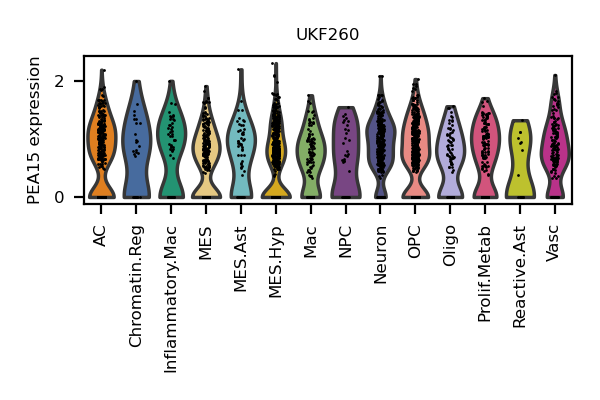 UKF260
PEA15 expression
2
0
AC
Chromatin.Reg
Inflammatory.Mac
MES
MES.Ast
MES.Hyp
Mac
NPC
Neuron
OPC
Oligo
Prolif.Metab
Reactive.Ast
Vasc